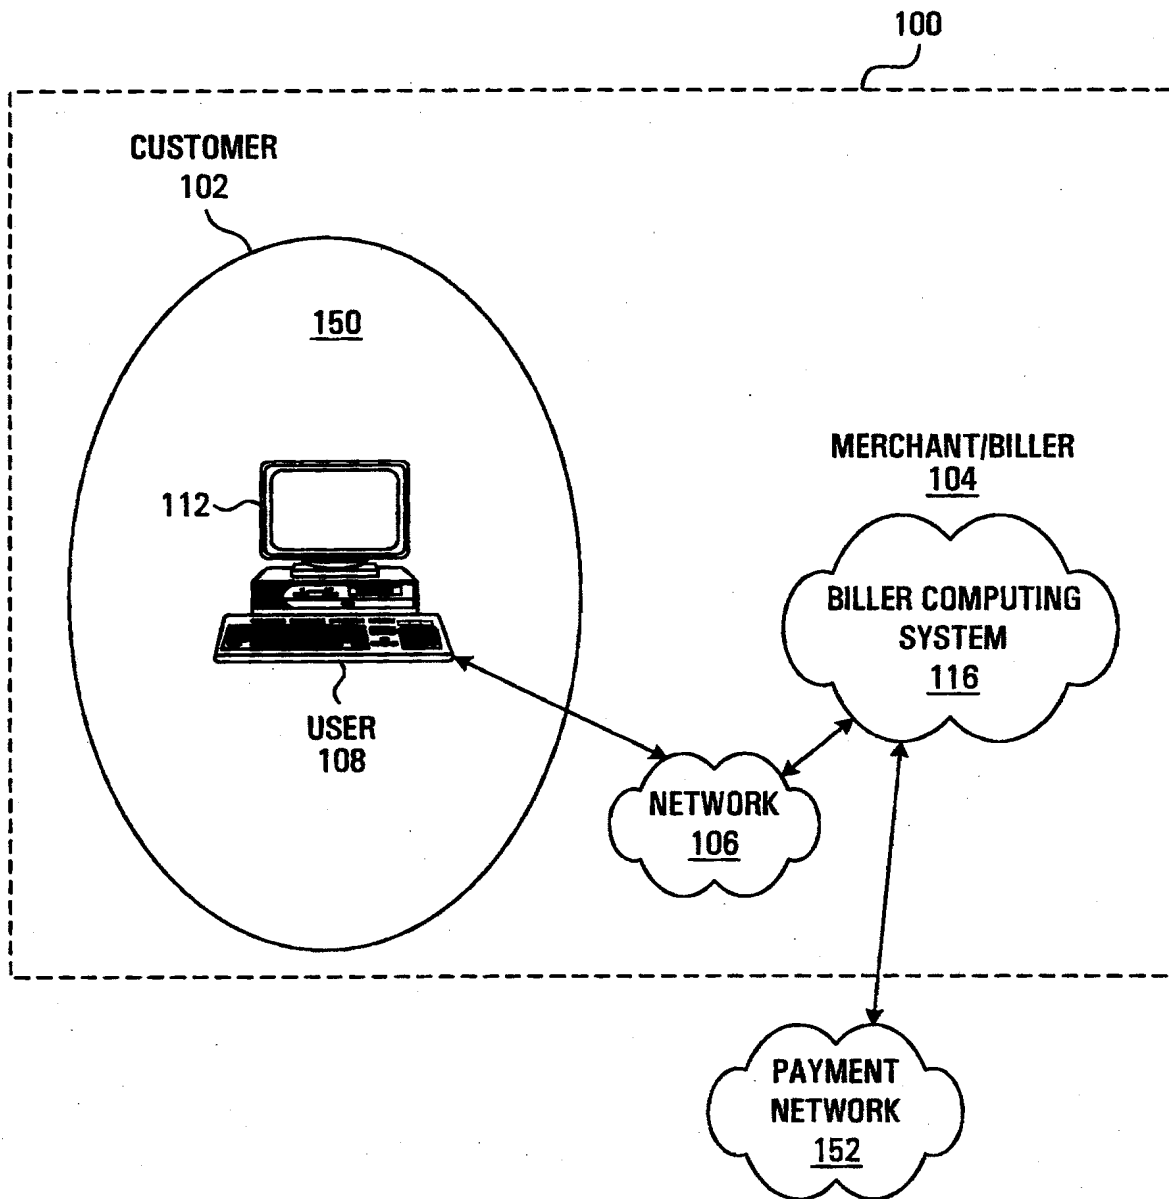 100
CUSTOMER
102
150
112
USER
108
MERCHANT/BILLER
104
BILLER COMPUTING
SYSTEM
116
NETWORK
106
PAYMENT
NETWORK
152